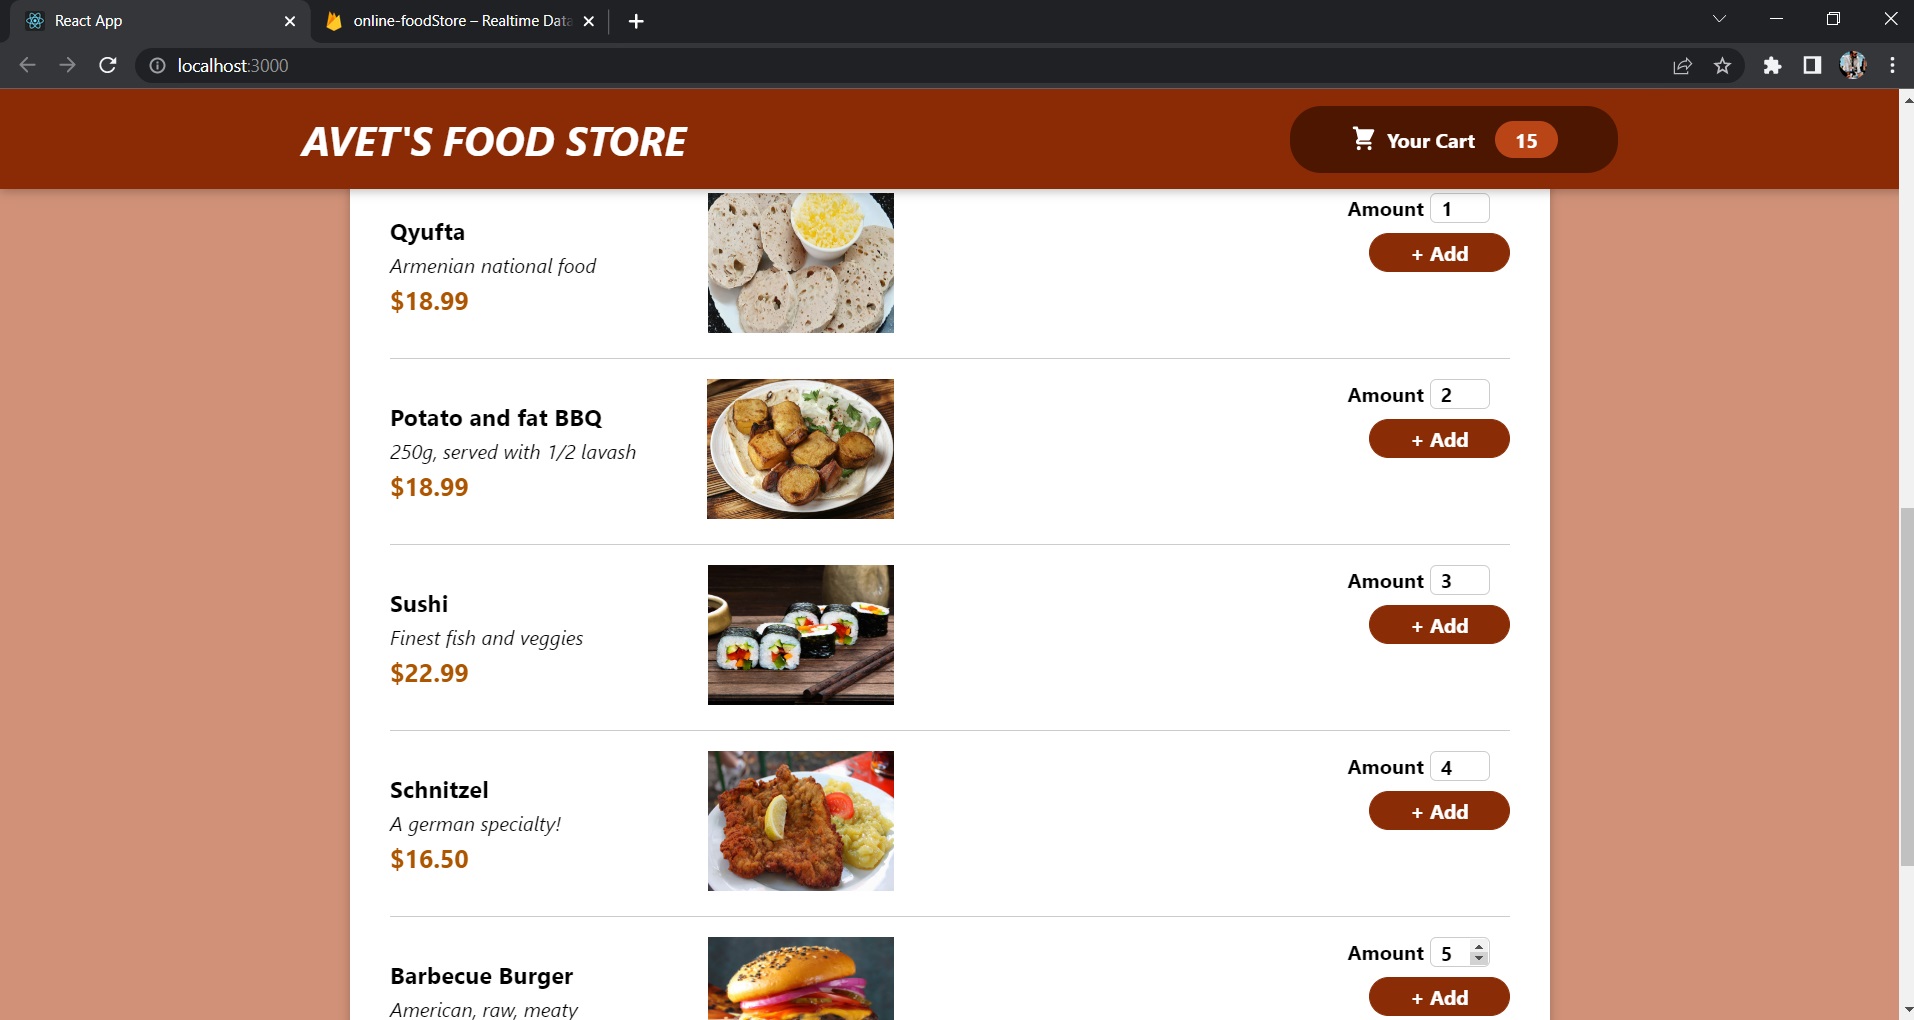 React App
online-foodStore – Realtime Data
localhost:3000
AVET'S FOOD STORE
Your Cart 15
Qyufta
Armenian national food
$18.99
Amount 1
+ Add
Potato and fat BBQ
250g, served with 1/2 lavash
$18.99
Amount 2
+ Add
Sushi
Finest fish and veggies
$22.99
Amount 3
+ Add
Schnitzel
A german specialty!
$16.50
Amount 4
+ Add
Barbecue Burger
American, raw, meaty
Amount 5
+ Add